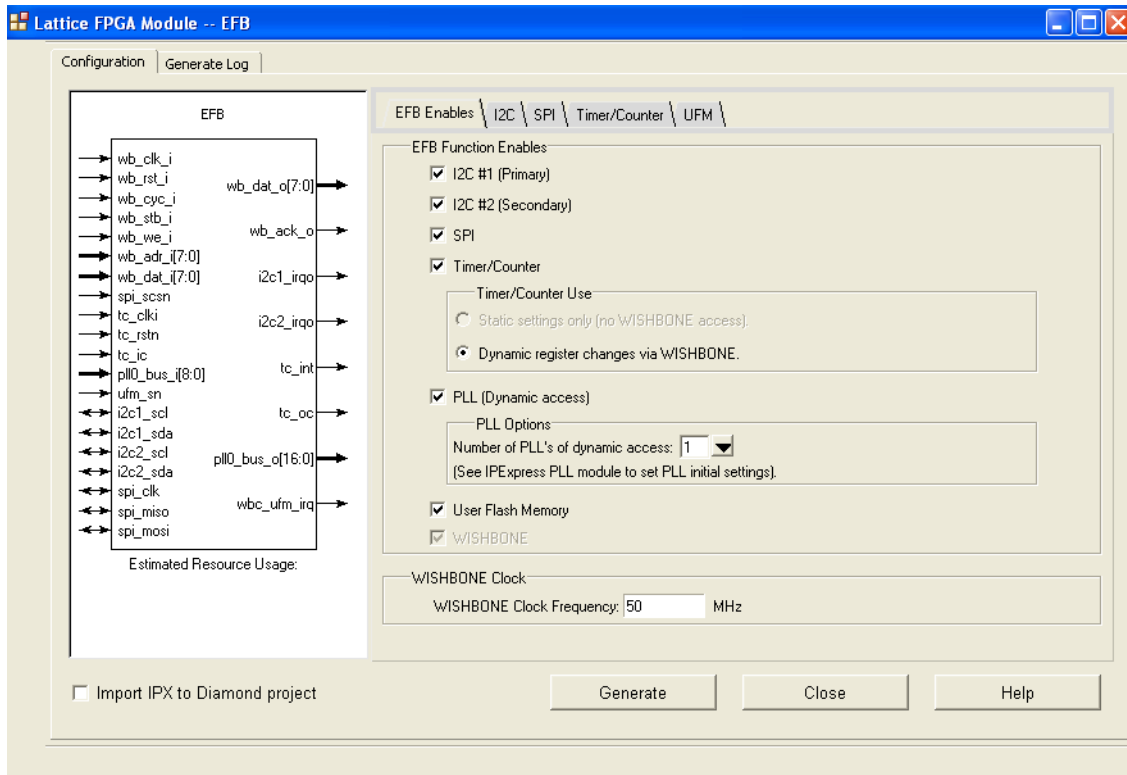 Lattice FPGA Module -- EFB
Configuration
Generate Log
EFB
wb_clk_i
wb_rst_i
wb_cyc_i
wb_stb_i
wb_we_i
wb_adr_i[7:0]
wb_dat_i[7:0]
spi_scsn
tc_clki
tc_rstn
tc_ic
pll0_bus_i[8:0]
ufm_sn
i2c1_scl
i2c1_sda
i2c2_scl
i2c2_sda
spi_clk
spi_miso
spi_mosi
wb_dat_o[7:0]
wb_ack_o
i2c1_irqo
i2c2_irqo
tc_int
tc_oc
pll0_bus_o[16:0]
wbc_ufm_irq
Estimated Resource Usage:
EFB Enables
I2C
SPI
Timer/Counter
UFM
EFB Function Enables
I2C #1 (Primary)
I2C #2 (Secondary)
SPI
Timer/Counter
Timer/Counter Use
Static settings only (no WISHBONE access).
Dynamic register changes via WISHBONE.
PLL (Dynamic access)
PLL Options
Number of PLL's of dynamic access: 1
(See IPExpress PLL module to set PLL initial settings).
User Flash Memory
WISHBONE
WISHBONE Clock
WISHBONE Clock Frequency: 50 MHz
Import IPX to Diamond project
Generate
Close
Help